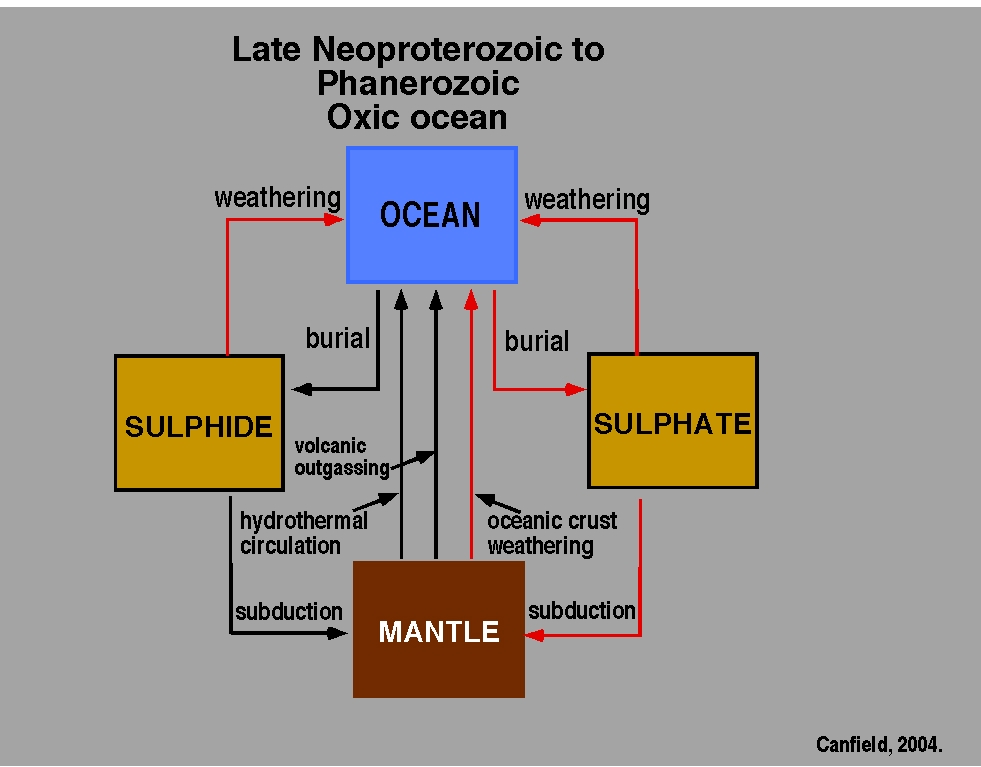 Late Neoproterozoic to
Phanerozoic
Oxic ocean
weathering
OCEAN
weathering
burial
burial
SULPHIDE
SULPHATE
volcanic
outgassing
hydrothermal
circulation
oceanic crust
weathering
subduction
MANTLE
subduction
Canfield, 2004.